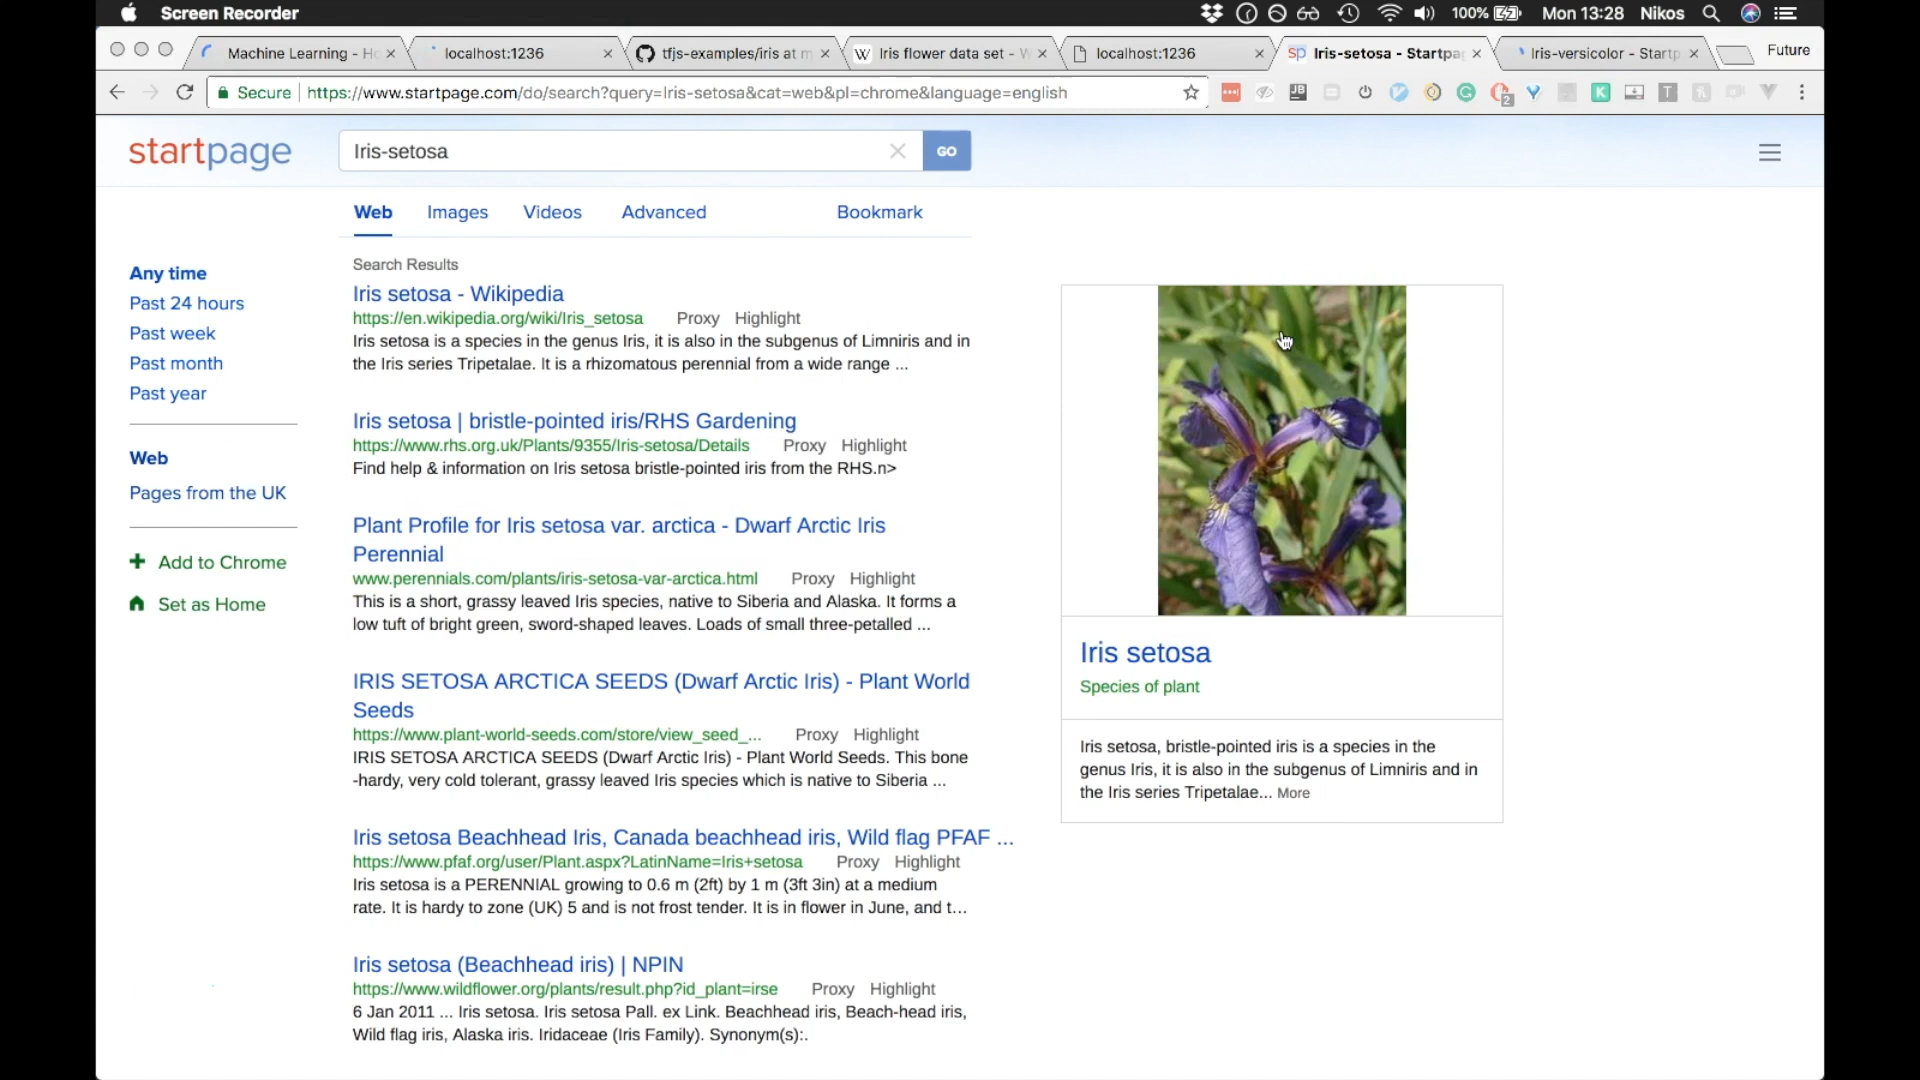 Screen Recorder
100%
Mon 13:28
Nikos
Machine Learning - Ho
localhost:1236
tfjs-examples/iris at m
Iris flower data set - W
localhost:1236
Iris-setosa - Startpag
Iris-versicolor - Startp
Future
Secure
https://www.startpage.com/do/search?query=Iris-setosa&cat=web&pl=chrome&language=english
startpage
Iris-setosa
GO
Web
Images
Videos
Advanced
Bookmark
Any time
Past 24 hours
Past week
Past month
Past year
Web
Pages from the UK
Add to Chrome
Set as Home
Search Results
Iris setosa - Wikipedia
https://en.wikipedia.org/wiki/Iris_setosa Proxy Highlight
Iris setosa is a species in the genus Iris, it is also in the subgenus of Limniris and in
the Iris series Tripetalae. It is a rhizomatous perennial from a wide range ...
Iris setosa | bristle-pointed iris/RHS Gardening
https://www.rhs.org.uk/Plants/9355/Iris-setosa/Details Proxy Highlight
Find help & information on Iris setosa bristle-pointed iris from the RHS.n>
Plant Profile for Iris setosa var. arctica - Dwarf Arctic Iris
Perennial
www.perennials.com/plants/iris-setosa-var-arctica.html Proxy Highlight
This is a short, grassy leaved Iris species, native to Siberia and Alaska. It forms a
low tuft of bright green, sword-shaped leaves. Loads of small three-petalled ...
IRIS SETOSA ARCTICA SEEDS (Dwarf Arctic Iris) - Plant World
Seeds
https://www.plant-world-seeds.com/store/view_seed_... Proxy Highlight
IRIS SETOSA ARCTICA SEEDS (Dwarf Arctic Iris) - Plant World Seeds. This bone
-hardy, very cold tolerant, grassy leaved Iris species which is native to Siberia ...
Iris setosa Beachhead Iris, Canada beachhead iris, Wild flag PFAF ...
https://www.pfaf.org/user/Plant.aspx?LatinName=Iris+setosa Proxy Highlight
Iris setosa is a PERENNIAL growing to 0.6 m (2ft) by 1 m (3ft 3in) at a medium
rate. It is hardy to zone (UK) 5 and is not frost tender. It is in flower in June, and t...
Iris setosa (Beachhead iris) | NPIN
https://www.wildflower.org/plants/result.php?id_plant=irse Proxy Highlight
6 Jan 2011 ... Iris setosa. Iris setosa Pall. ex Link. Beachhead iris, Beach-head iris,
Wild flag iris, Alaska iris. Iridaceae (Iris Family). Synonym(s):.
Iris setosa
Species of plant
Iris setosa, bristle-pointed iris is a species in the
genus Iris, it is also in the subgenus of Limniris and in
the Iris series Tripetalae... More